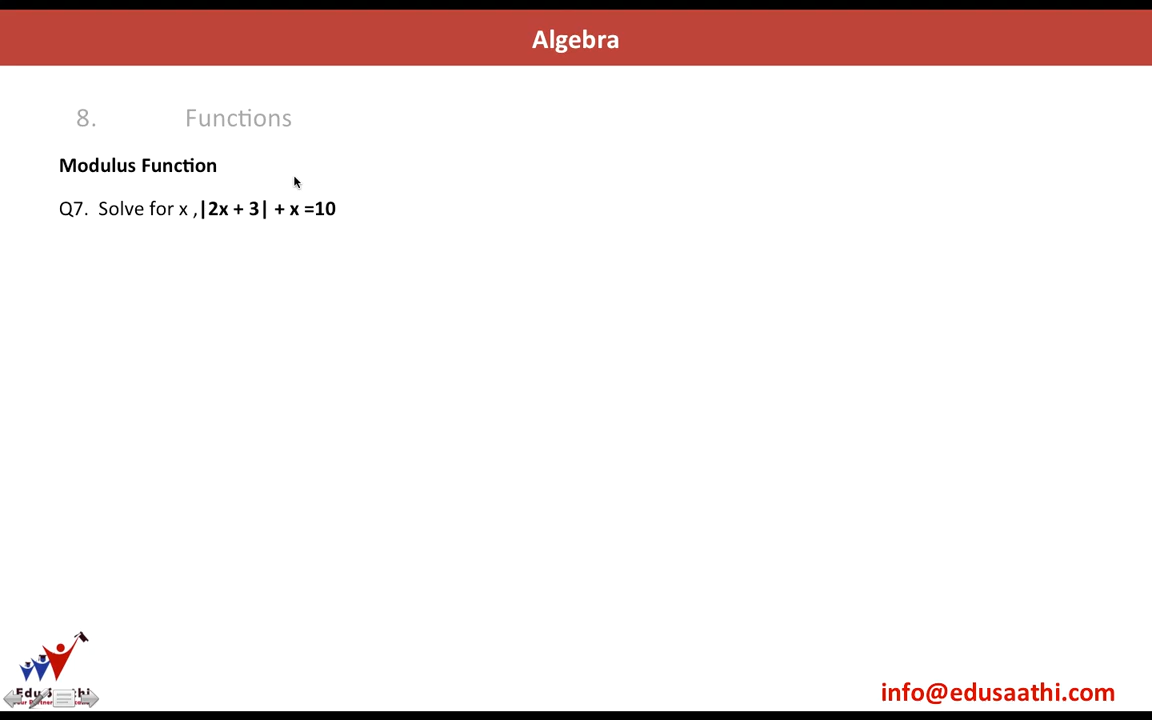 Algebra
8. Functions
Modulus Function
Q7. Solve for x ,|2x + 3| + x =10
info@edusaathi.com